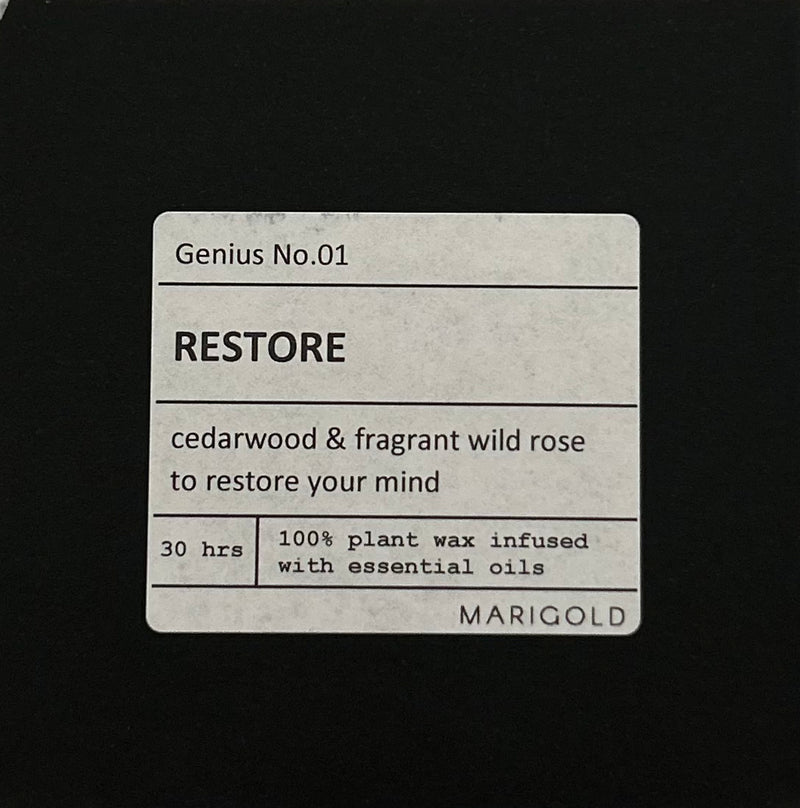 Genius No.01
RESTORE
cedarwood & fragrant wild rose
to restore your mind
30 hrs
100% plant wax infused
with essential oils
MARIGOLD